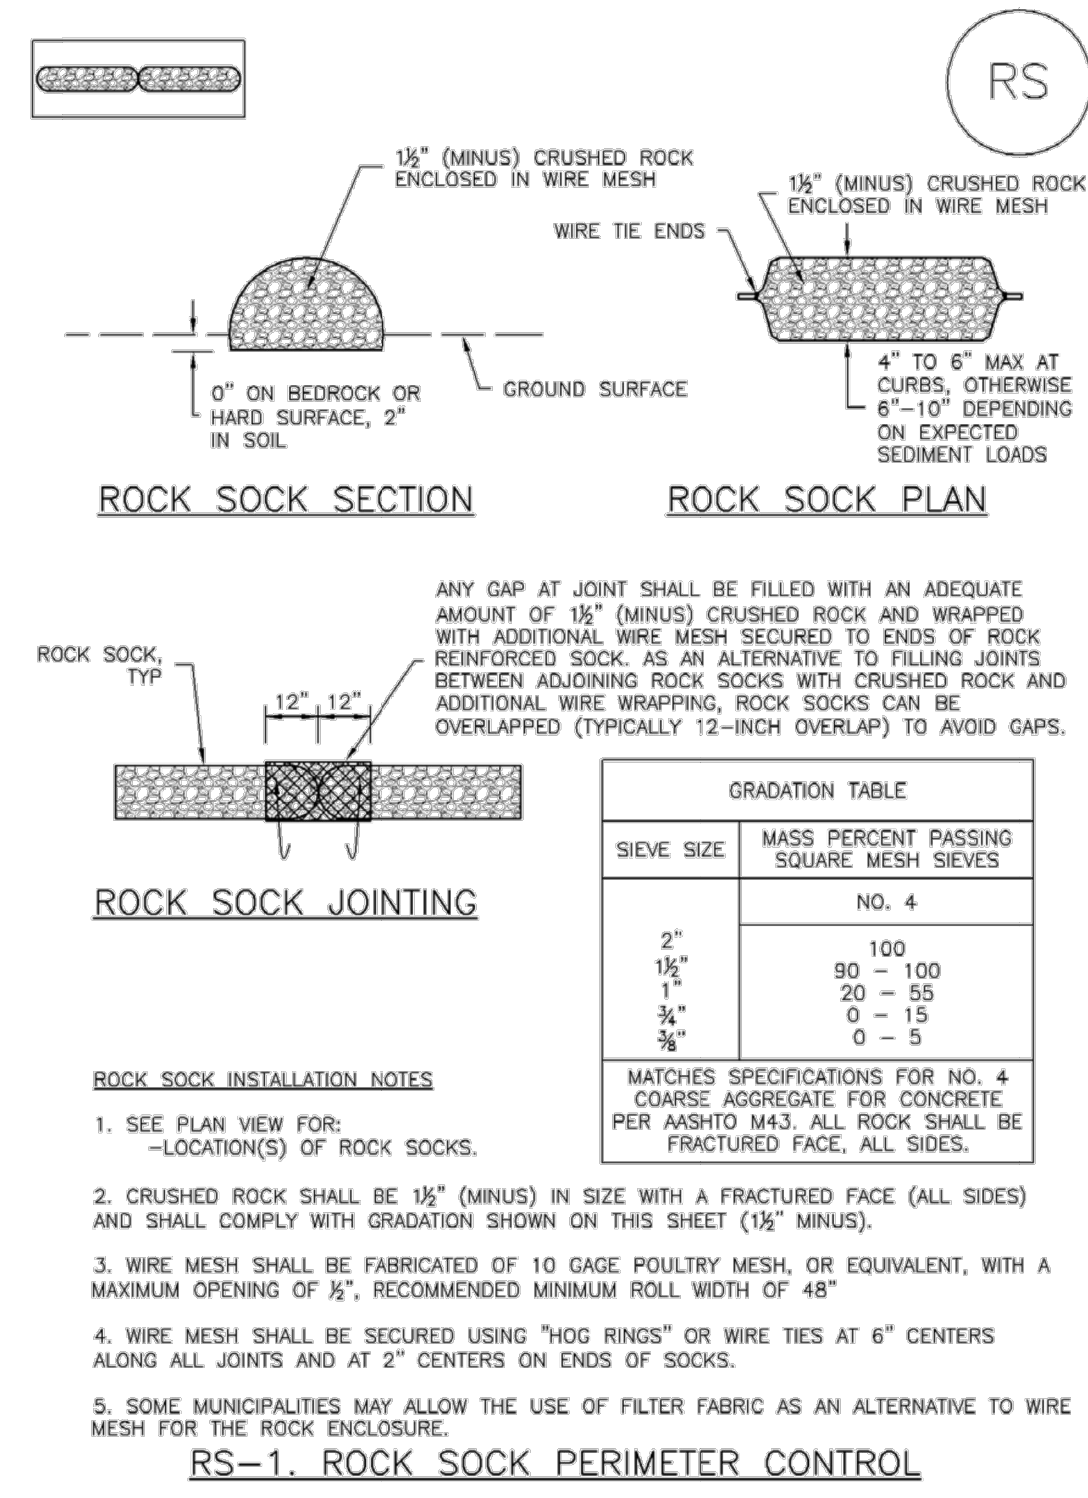 RS
1½" (MINUS) CRUSHED ROCK
ENCLOSED IN WIRE MESH
1½" (MINUS) CRUSHED ROCK
ENCLOSED IN WIRE MESH
WIRE TIE ENDS
0" ON BEDROCK OR
HARD SURFACE, 2"
IN SOIL
GROUND SURFACE
4" TO 6" MAX AT
CURBS, OTHERWISE
6"-10" DEPENDING
ON EXPECTED
SEDIMENT LOADS
ROCK SOCK SECTION
ROCK SOCK PLAN
ANY GAP AT JOINT SHALL BE FILLED WITH AN ADEQUATE
AMOUNT OF 1½" (MINUS) CRUSHED ROCK AND WRAPPED
WITH ADDITIONAL WIRE MESH SECURED TO ENDS OF ROCK
REINFORCED SOCK. AS AN ALTERNATIVE TO FILLING JOINTS
BETWEEN ADJOINING ROCK SOCKS WITH CRUSHED ROCK AND
ADDITIONAL WIRE WRAPPING, ROCK SOCKS CAN BE
OVERLAPPED (TYPICALLY 12-INCH OVERLAP) TO AVOID GAPS.
ROCK SOCK,
TYP
12" 12"
ROCK SOCK JOINTING
GRADATION TABLE
SIEVE SIZE
MASS PERCENT PASSING
SQUARE MESH SIEVES
NO. 4
2" 100
1½" 90 - 100
1" 20 - 55
¾" 0 - 15
⅜" 0 - 5
MATCHES SPECIFICATIONS FOR NO. 4
COARSE AGGREGATE FOR CONCRETE
PER AASHTO M43. ALL ROCK SHALL BE
FRACTURED FACE, ALL SIDES.
ROCK SOCK INSTALLATION NOTES
1. SEE PLAN VIEW FOR:
-LOCATION(S) OF ROCK SOCKS.
2. CRUSHED ROCK SHALL BE 1½" (MINUS) IN SIZE WITH A FRACTURED FACE (ALL SIDES)
AND SHALL COMPLY WITH GRADATION SHOWN ON THIS SHEET (1½" MINUS).
3. WIRE MESH SHALL BE FABRICATED OF 10 GAGE POULTRY MESH, OR EQUIVALENT, WITH A
MAXIMUM OPENING OF ½", RECOMMENDED MINIMUM ROLL WIDTH OF 48"
4. WIRE MESH SHALL BE SECURED USING "HOG RINGS" OR WIRE TIES AT 6" CENTERS
ALONG ALL JOINTS AND AT 2" CENTERS ON ENDS OF SOCKS.
5. SOME MUNICIPALITIES MAY ALLOW THE USE OF FILTER FABRIC AS AN ALTERNATIVE TO WIRE
MESH FOR THE ROCK ENCLOSURE.
RS-1. ROCK SOCK PERIMETER CONTROL